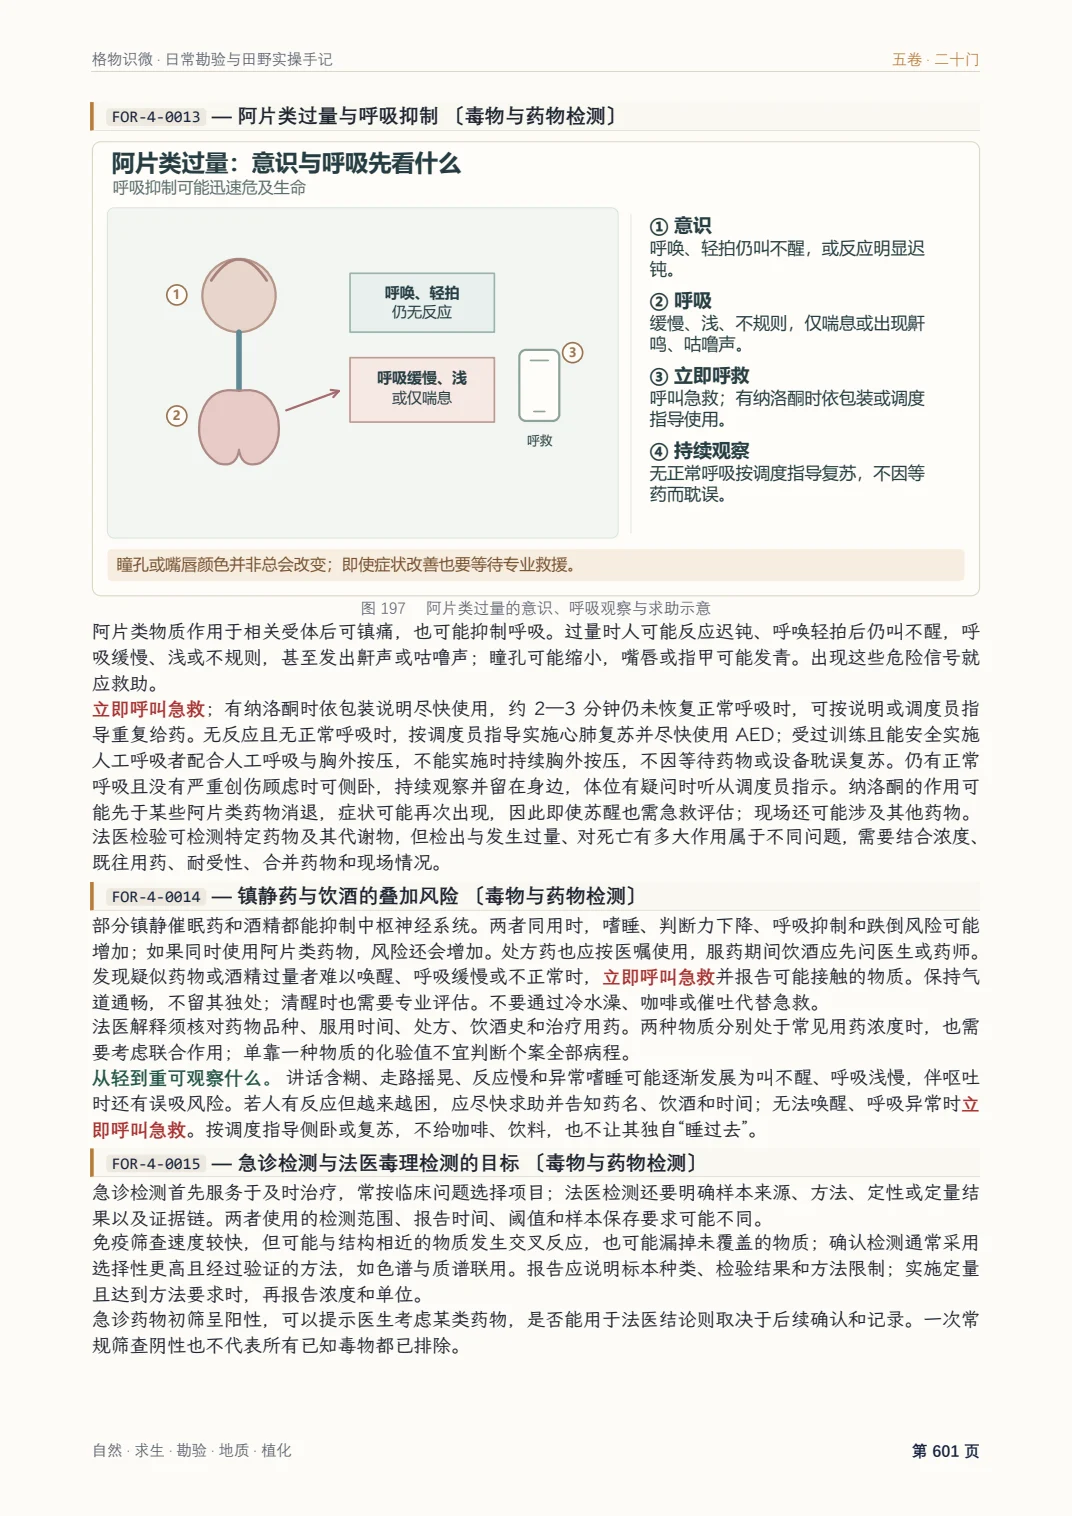 格物识微 · 日常勘验与田野实操手记
五卷 · 二十门
FOR-4-0013 — 阿片类过量与呼吸抑制 〔毒物与药物检测〕
阿片类过量：意识与呼吸先看什么
呼吸抑制可能迅速危及生命
1
呼唤、轻拍
仍无反应
2
呼吸缓慢、浅
或仅喘息
3
呼救
① 意识
呼唤、轻拍仍叫不醒，或反应明显迟
钝。
② 呼吸
缓慢、浅、不规则，仅喘息或出现鼾
鸣、咕噜声。
③ 立即呼救
呼叫急救；有纳洛酮时依包装或调度
指导使用。
④ 持续观察
无正常呼吸按调度指导复苏，不因等
药而耽误。
瞳孔或嘴唇颜色并非总会改变；即使症状改善也要等待专业救援。
图 197 阿片类过量的意识、呼吸观察与求助示意
阿片类物质作用于相关受体后可镇痛，也可能抑制呼吸。过量时人可能反应迟钝、呼唤轻拍后仍叫不醒，呼
吸缓慢、浅或不规则，甚至发出鼾声或咕噜声；瞳孔可能缩小，嘴唇或指甲可能发青。出现这些危险信号就
应救助。
立即呼叫急救；有纳洛酮时依包装说明尽快使用，约 2—3 分钟仍未恢复正常呼吸时，可按说明或调度员指
导重复给药。无反应且无正常呼吸时，按调度员指导实施心肺复苏并尽快使用 AED；受过训练且能安全实施
人工呼吸者配合人工呼吸与胸外按压，不能实施时持续胸外按压，不因等待药物或设备耽误复苏。仍有正常
呼吸且没有严重创伤顾虑时可侧卧，持续观察并留在身边，体位有疑问时听从调度员指示。纳洛酮的作用可
能先于某些阿片类药物消退，症状可能再次出现，因此即使苏醒也需急救评估；现场还可能涉及其他药物。
法医检验可检测特定药物及其代谢物，但检出与发生过量、对死亡有多大作用属于不同问题，需要结合浓度、
既往用药、耐受性、合并药物和现场情况。
FOR-4-0014 — 镇静药与饮酒的叠加风险 〔毒物与药物检测〕
部分镇静催眠药和酒精都能抑制中枢神经系统。两者同用时，嗜睡、判断力下降、呼吸抑制和跌倒风险可能
增加；如果同时使用阿片类药物，风险还会增加。处方药也应按医嘱使用，服药期间饮酒应先问医生或药师。
发现疑似药物或酒精过量者难以唤醒、呼吸缓慢或不正常时，立即呼叫急救并报告可能接触的物质。保持气
道通畅，不留其独处；清醒时也需要专业评估。不要通过冷水澡、咖啡或催吐代替急救。
法医解释须核对药物品种、服用时间、处方、饮酒史和治疗用药。两种物质分别处于常见用药浓度时，也需
要考虑联合作用；单靠一种物质的化验值不宜判断个案全部病程。
从轻到重可观察什么。 讲话含糊、走路摇晃、反应慢和异常嗜睡可能逐渐发展为叫不醒、呼吸浅慢，伴呕吐
时还有误吸风险。若人有反应但越来越困，应尽快求助并告知药名、饮酒和时间；无法唤醒、呼吸异常时立
即呼叫急救。按调度指导侧卧或复苏，不给咖啡、饮料，也不让其独自“睡过去”。
FOR-4-0015 — 急诊检测与法医毒理检测的目标 〔毒物与药物检测〕
急诊检测首先服务于及时治疗，常按临床问题选择项目；法医检测还要明确样本来源、方法、定性或定量结
果以及证据链。两者使用的检测范围、报告时间、阈值和样本保存要求可能不同。
免疫筛查速度较快，但可能与结构相近的物质发生交叉反应，也可能漏掉未覆盖的物质；确认检测通常采用
选择性更高且经过验证的方法，如色谱与质谱联用。报告应说明标本种类、检验结果和方法限制；实施定量
且达到方法要求时，再报告浓度和单位。
急诊药物初筛呈阳性，可以提示医生考虑某类药物，是否能用于法医结论则取决于后续确认和记录。一次常
规筛查阴性也不代表所有已知毒物都已排除。
自然 · 求生 · 勘验 · 地质 · 植化
第 601 页